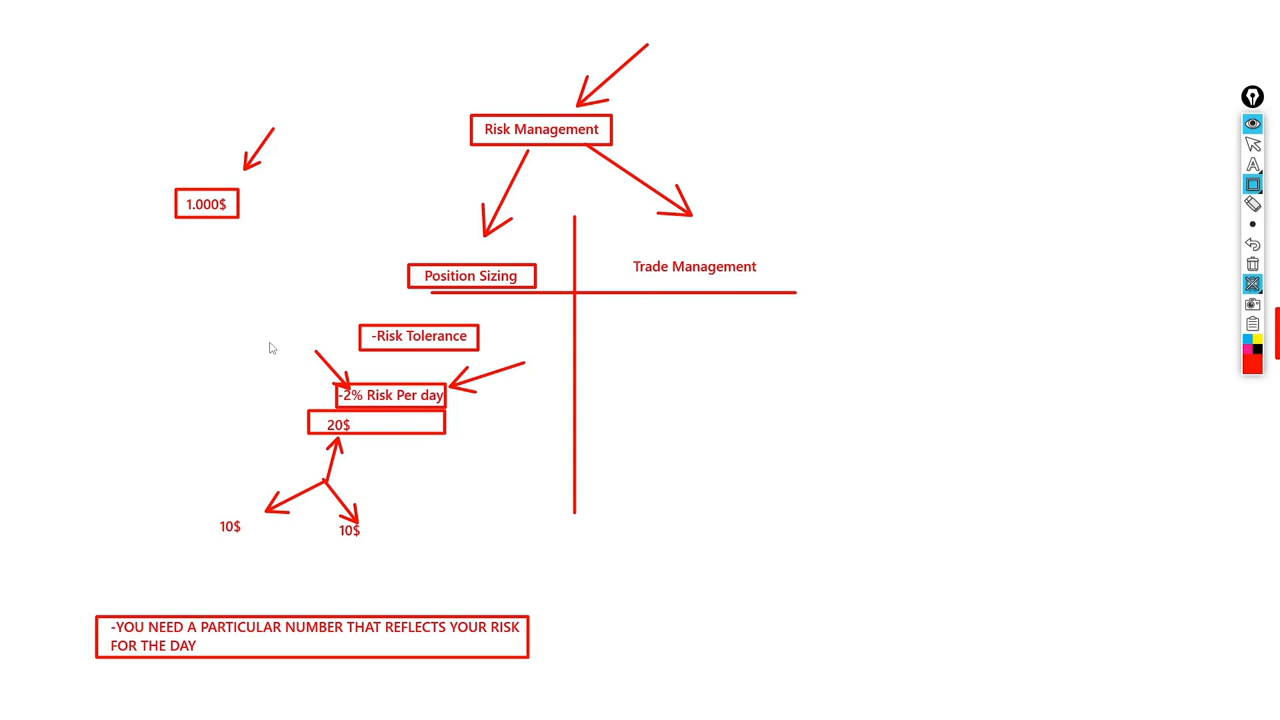 Risk Management
1.000$
Position Sizing
Trade Management
-Risk Tolerance
-2% Risk Per day
20$
10$
10$
-YOU NEED A PARTICULAR NUMBER THAT REFLECTS YOUR RISK
FOR THE DAY
A